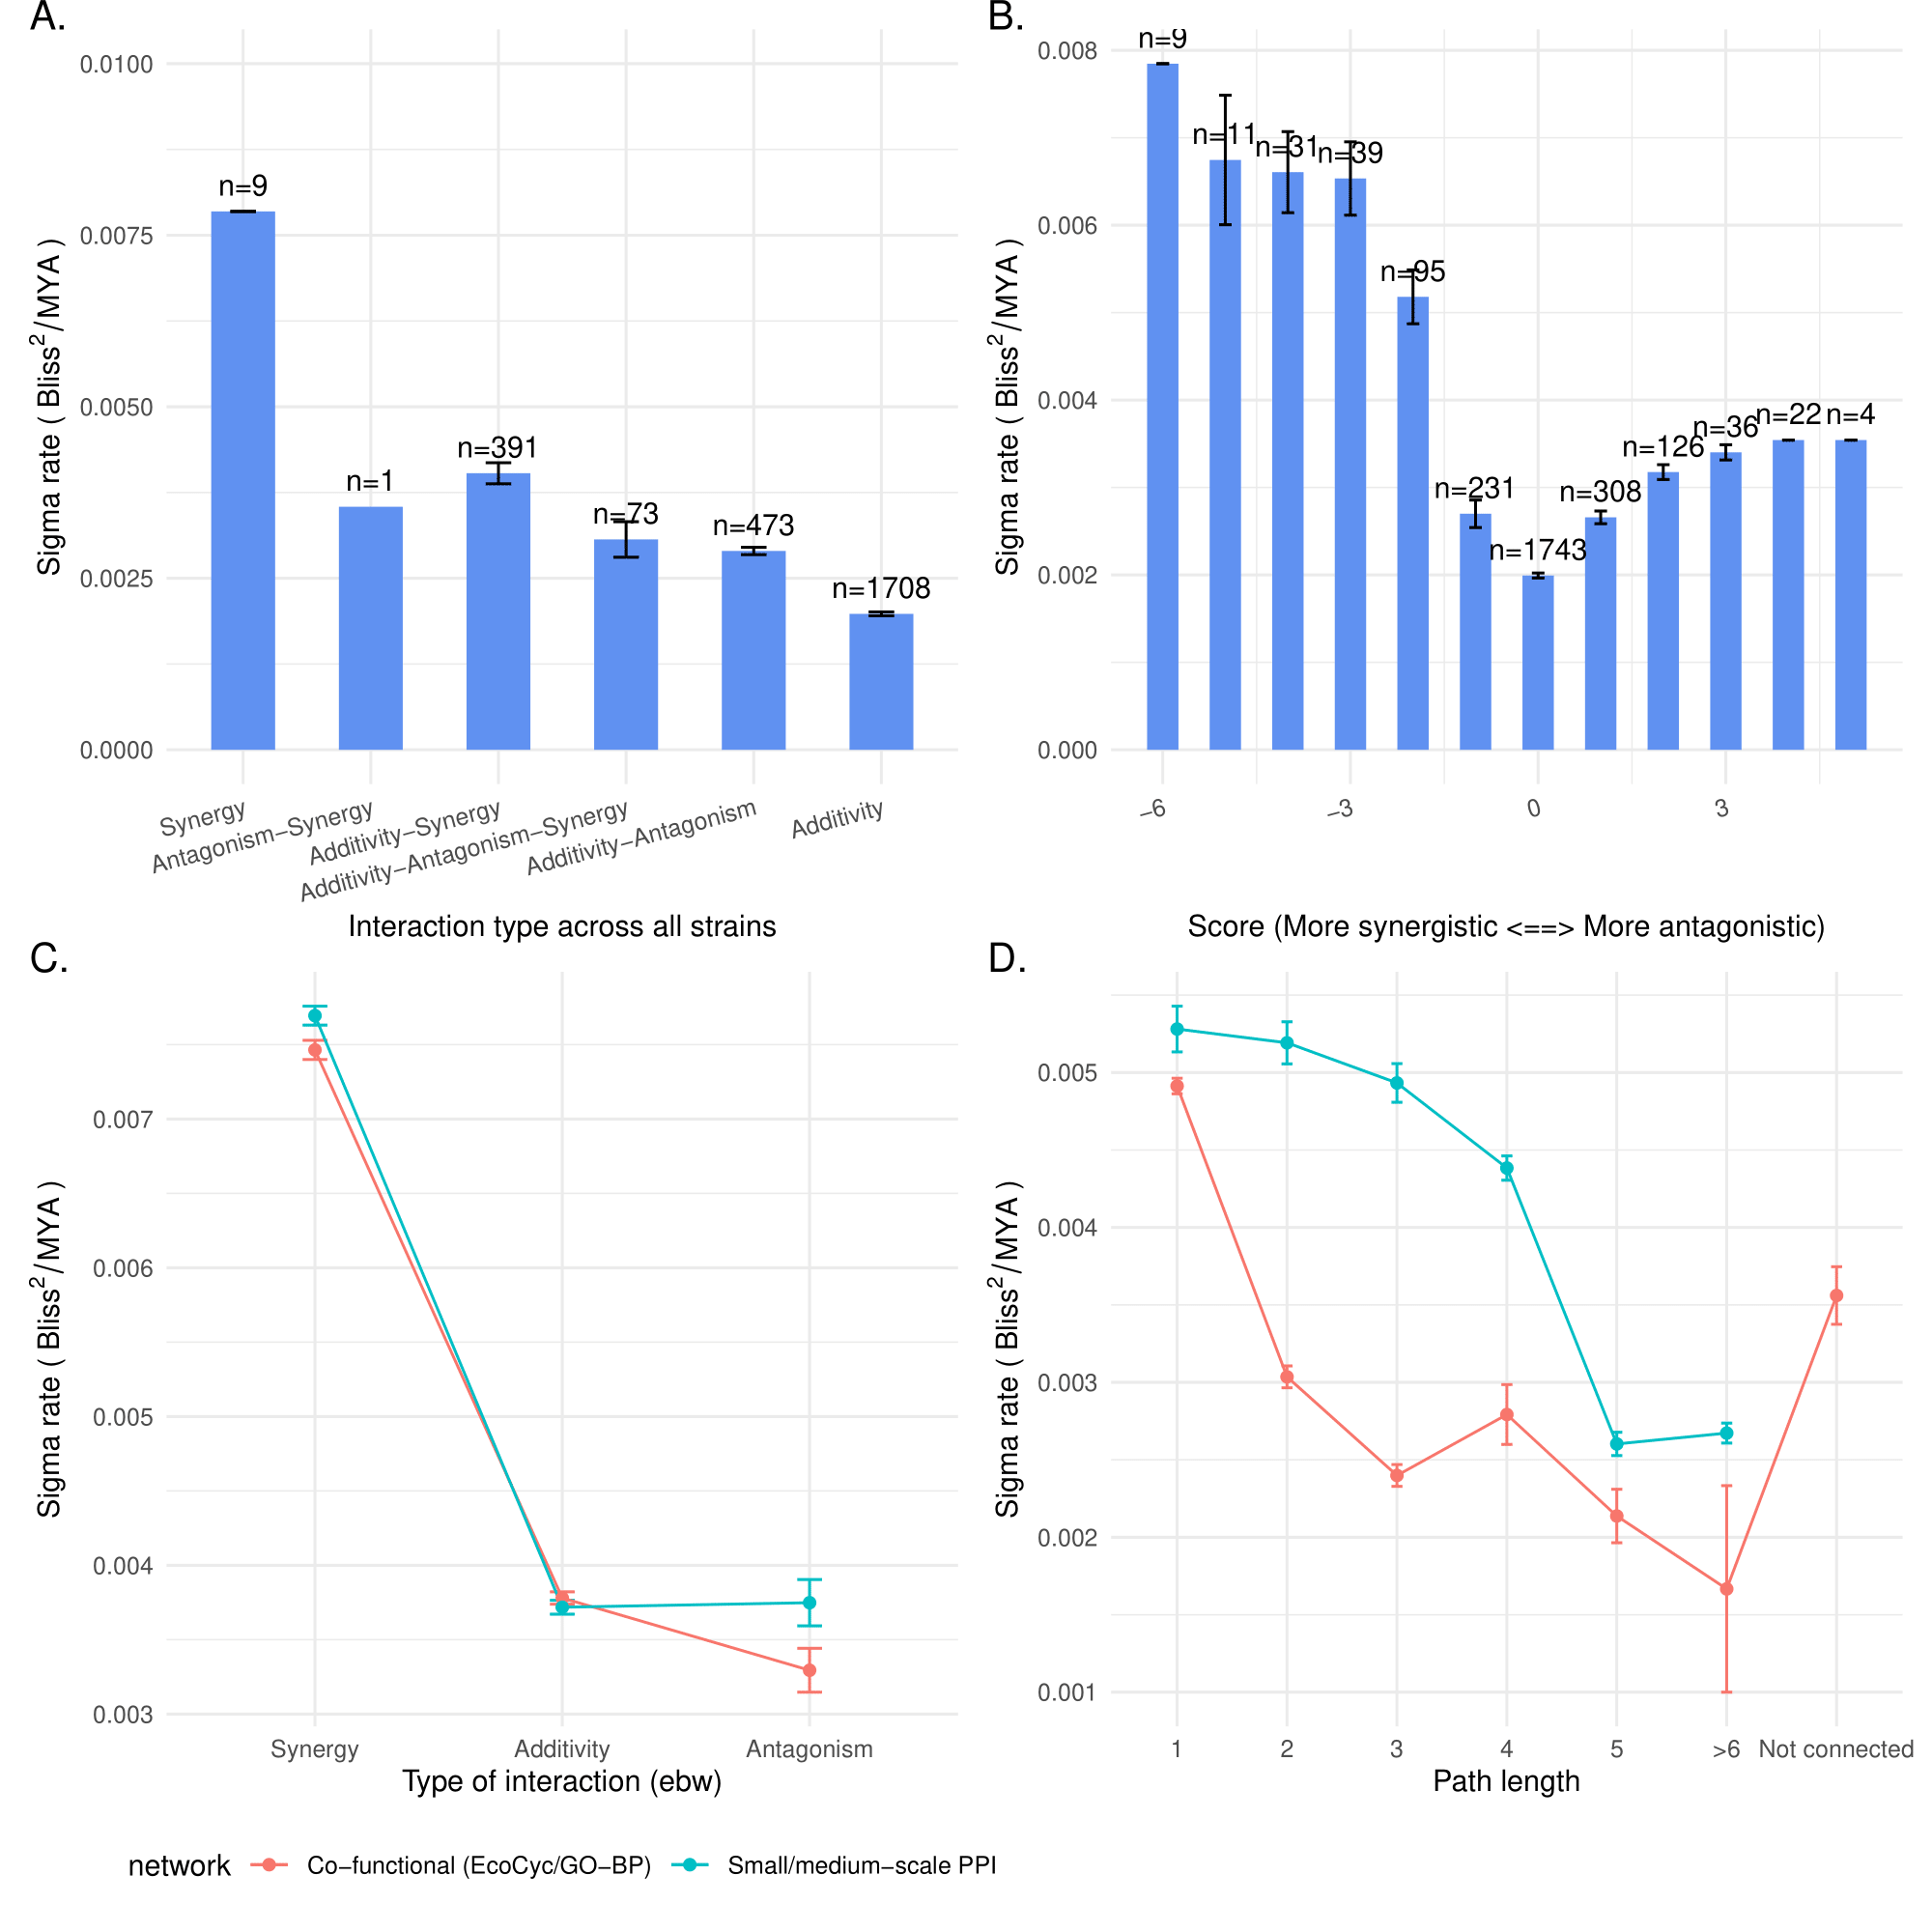 A.
0.0100
0.0075
0.0050
0.0025
0.0000
Sigma rate ( Bliss²/MYA )
n=9
n=1
n=391
n=73
n=473
n=1708
Synergy
Antagonism−Synergy
Additivity−Synergy
Additivity−Antagonism−Synergy
Additivity−Antagonism
Additivity
Interaction type across all strains
B.
0.008
0.006
0.004
0.002
0.000
Sigma rate ( Bliss²/MYA )
n=9
n=11
n=31
n=39
n=95
n=231
n=1743
n=308
n=126
n=36
n=22
n=4
−6
−3
0
3
Score (More synergistic <==> More antagonistic)
C.
0.007
0.006
0.005
0.004
0.003
Sigma rate ( Bliss²/MYA )
Synergy
Additivity
Antagonism
Type of interaction (ebw)
D.
0.005
0.004
0.003
0.002
0.001
Sigma rate ( Bliss²/MYA )
1
2
3
4
5
>6
Not connected
Path length
network
Co−functional (EcoCyc/GO−BP)
Small/medium−scale PPI